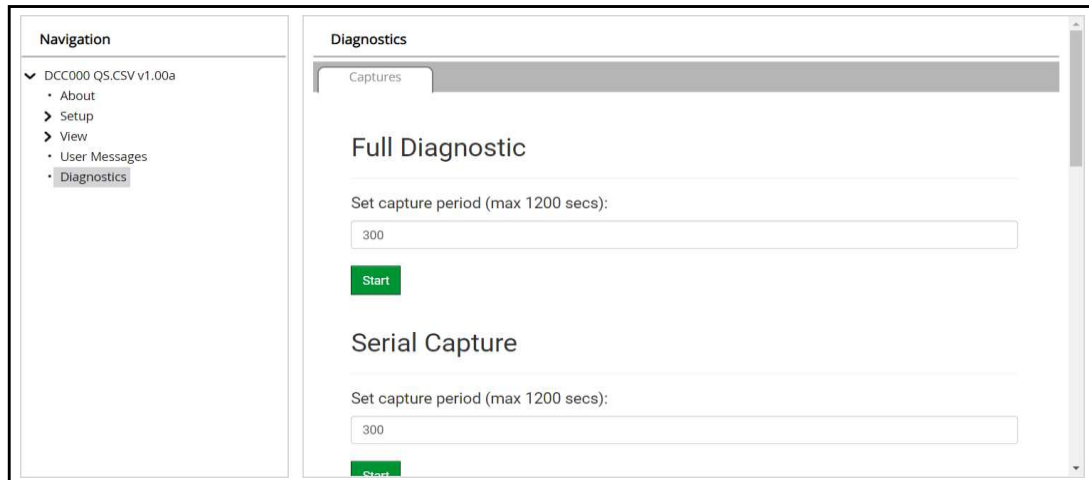 Navigation
DCC000 QS.CSV v1.00a
About
Setup
View
User Messages
Diagnostics
Diagnostics
Captures
Full Diagnostic
Set capture period (max 1200 secs):
300
Start
Serial Capture
Set capture period (max 1200 secs):
300
Start